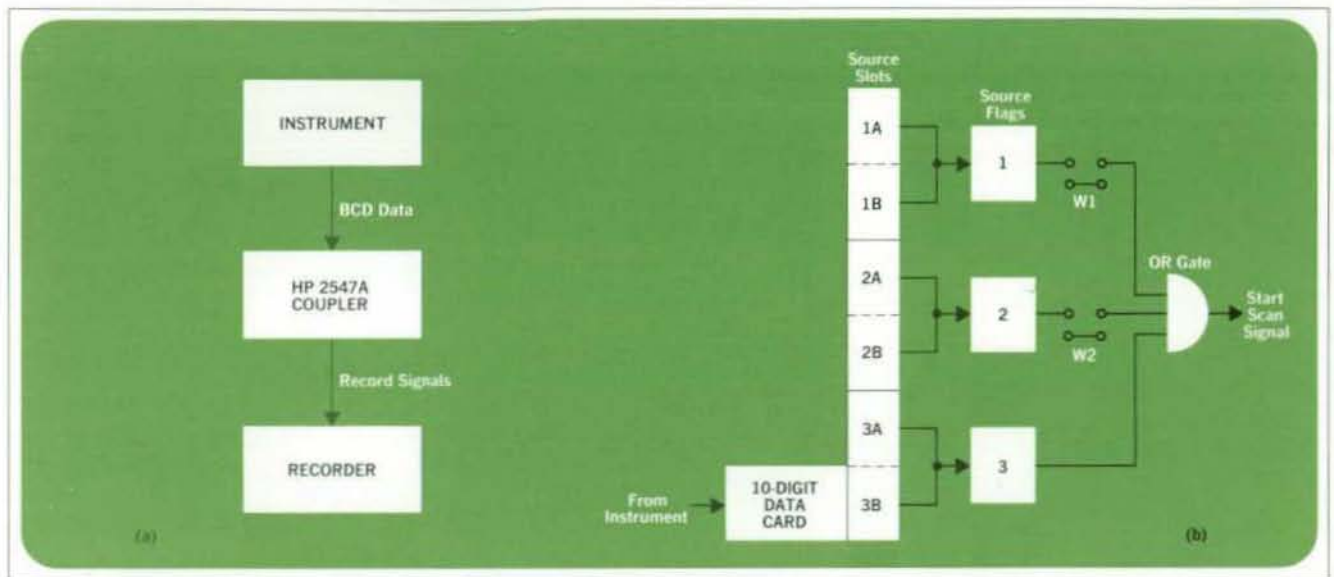 INSTRUMENT
BCD Data
HP 2547A
COUPLER
Record Signals
RECORDER
(a)
Source
Slots
1A
1B
2A
2B
3A
3B
From
Instrument
10-DIGIT
DATA
CARD
Source
Flags
1
2
3
W1
W2
OR Gate
Start
Scan
Signal
(b)